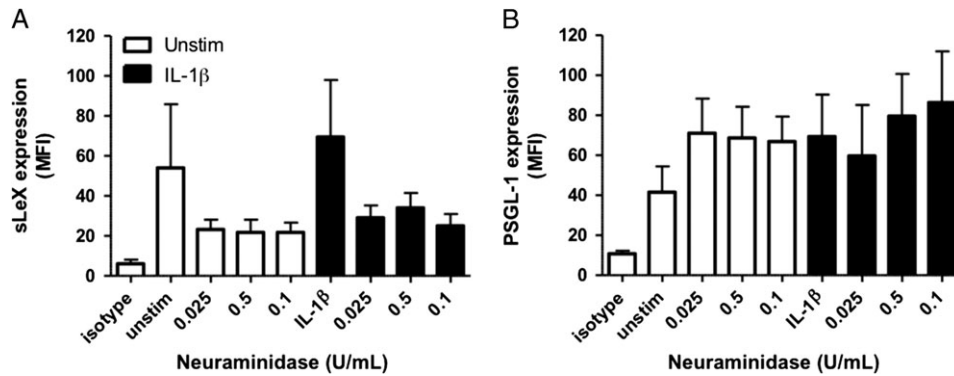 A
sLeX expression
(MFI)
120
100
80
60
40
20
0
Unstim
IL-1β
isotype
unstim
0.025
0.5
0.1
IL-1β
0.025
0.5
0.1
Neuraminidase (U/mL)
B
PSGL-1 expression
(MFI)
120
100
80
60
40
20
0
isotype
unstim
0.025
0.5
0.1
IL-1β
0.025
0.5
0.1
Neuraminidase (U/mL)